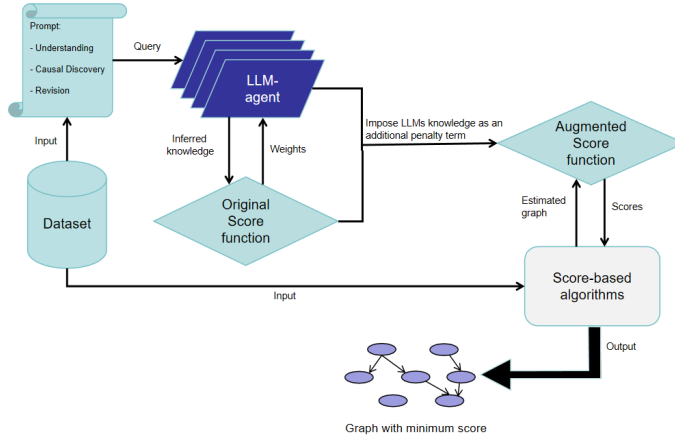 Prompt:
- Understanding
- Causal Discovery
- Revision
Query
LLM-
agent
Input
Inferred
knowledge
Weights
Impose LLMs knowledge as an
additional penalty term
Augmented
Score
function
Dataset
Original
Score
function
Estimated
graph
Scores
Input
Score-based
algorithms
Output
Graph with minimum score